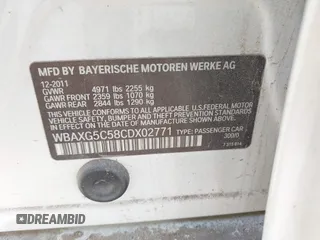 MFD BY BAYERISCHE MOTOREN WERKE AG
12-2011
GVWR 4971 lbs 2255 kg
GAWR FRONT 2359 lbs 1070 kg
GAWR REAR 2844 lbs 1290 kg
THIS VEHICLE CONFORMS TO ALL APPLICABLE
FEDERAL MOTOR VEHICLE SAFETY, BUMPER,
AND THEFT PREVENTION STANDARDS
IN EFFECT ON THE DATE OF
MANUFACTURE SHOWN ABOVE.
WBAXG5C58CDX02771 TYPE: PASSENGER CAR
300/0
DREAMBID